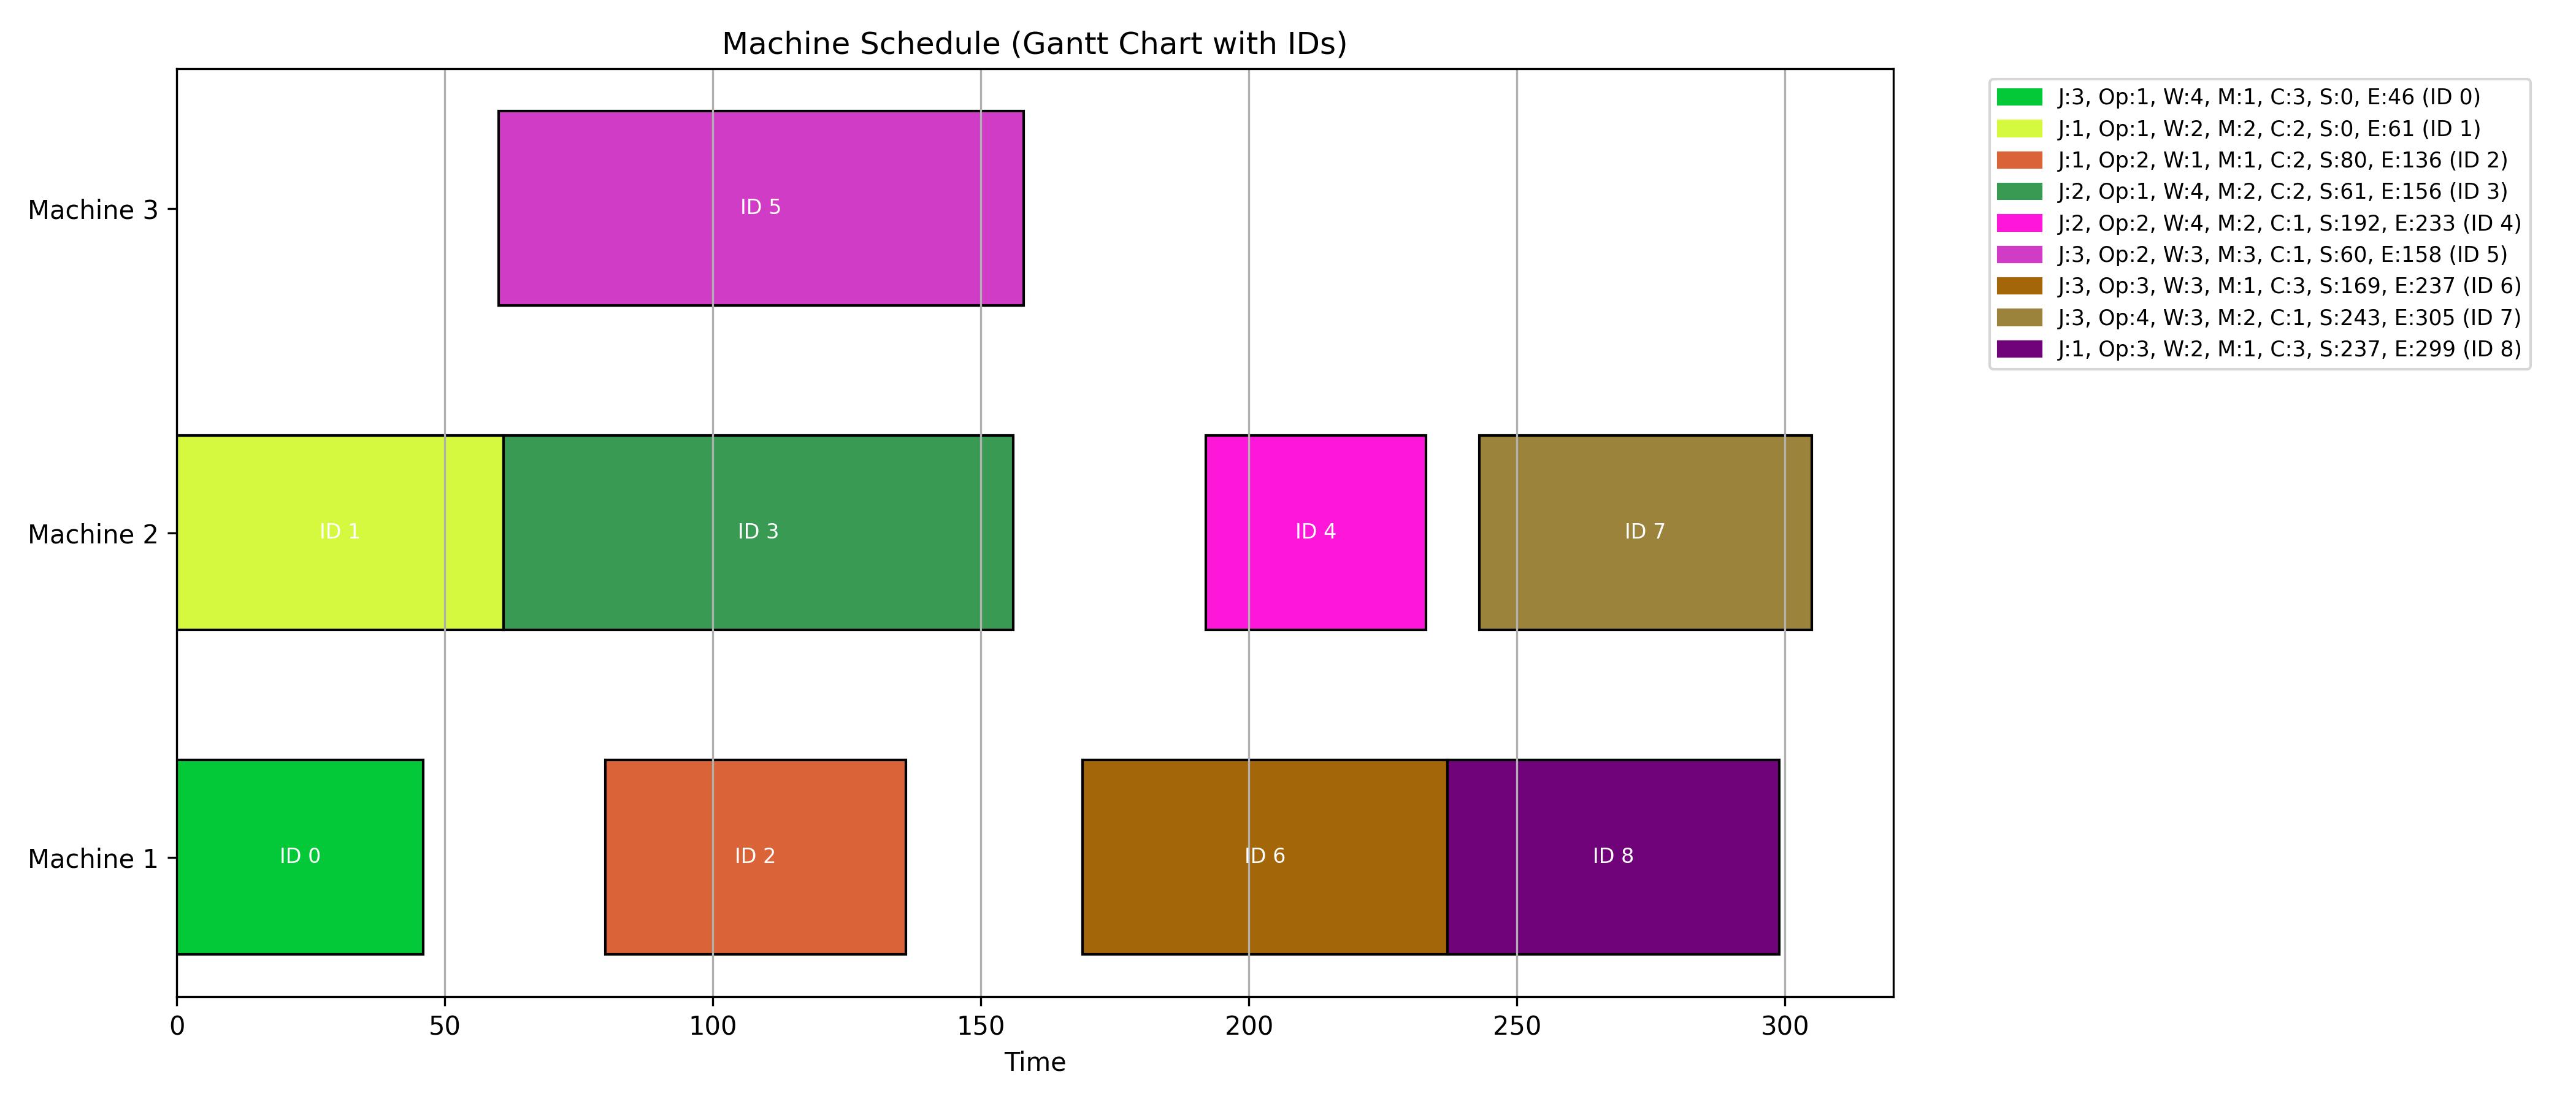 Machine Schedule (Gantt Chart with IDs)
J:3, Op:1, W:4, M:1, C:3, S:0, E:46 (ID 0)
J:1, Op:1, W:2, M:2, C:2, S:0, E:61 (ID 1)
J:1, Op:2, W:1, M:1, C:2, S:80, E:136 (ID 2)
J:2, Op:1, W:4, M:2, C:2, S:61, E:156 (ID 3)
J:2, Op:2, W:4, M:2, C:1, S:192, E:233 (ID 4)
J:3, Op:2, W:3, M:3, C:1, S:60, E:158 (ID 5)
J:3, Op:3, W:3, M:1, C:3, S:169, E:237 (ID 6)
J:3, Op:4, W:3, M:2, C:1, S:243, E:305 (ID 7)
J:1, Op:3, W:2, M:1, C:3, S:237, E:299 (ID 8)
Machine 3
ID 5
Machine 2
ID 1
ID 3
ID 4
ID 7
Machine 1
ID 0
ID 2
ID 6
ID 8
0 50 100 150 200 250 300
Time